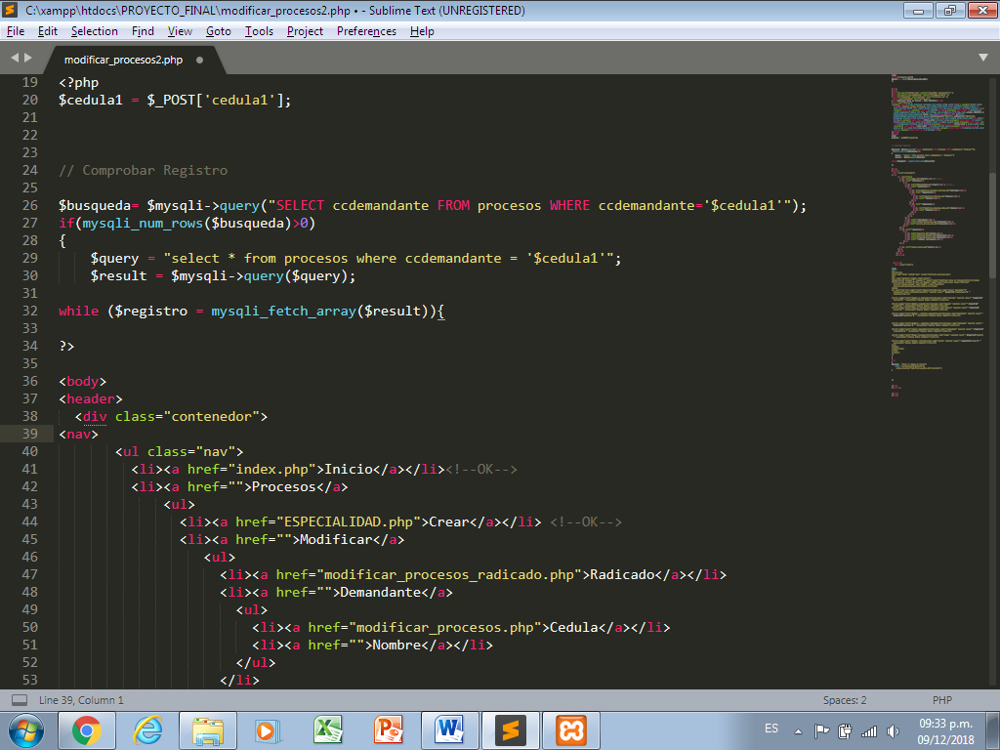 C:\xampp\htdocs\PROYECTO_FINAL\modificar_procesos2.php • - Sublime Text (UNREGISTERED)
File Edit Selection Find View Goto Tools Project Preferences Help
modificar_procesos2.php
19 <?php
20 $cedula1 = $_POST['cedula1'];
21
22
23
24 // Comprobar Registro
25
26 $busqueda= $mysqli->query("SELECT ccdemandante FROM procesos WHERE ccdemandante='$cedula1'");
27 if(mysqli_num_rows($busqueda)>0)
28 {
29 $query = "select * from procesos where ccdemandante = '$cedula1'";
30 $result = $mysqli->query($query);
31
32 while ($registro = mysqli_fetch_array($result)){
33
34 ?>
35
36 <body>
37 <header>
38 <div class="contenedor">
39 <nav>
40 <ul class="nav">
41 <li><a href="index.php">Inicio</a></li><!--OK-->
42 <li><a href="">Procesos</a>
43 <ul>
44 <li><a href="ESPECIALIDAD.php">Crear</a></li> <!--OK-->
45 <li><a href="">Modificar</a>
46 <ul>
47 <li><a href="modificar_procesos_radicado.php">Radicado</a></li>
48 <li><a href="">Demandante</a>
49 <ul>
50 <li><a href="modificar_procesos.php">Cedula</a></li>
51 <li><a href="">Nombre</a></li>
52 </ul>
53 </li>
Line 39, Column 1 Spaces: 2 PHP
ES 09:33 p.m.
09/12/2018